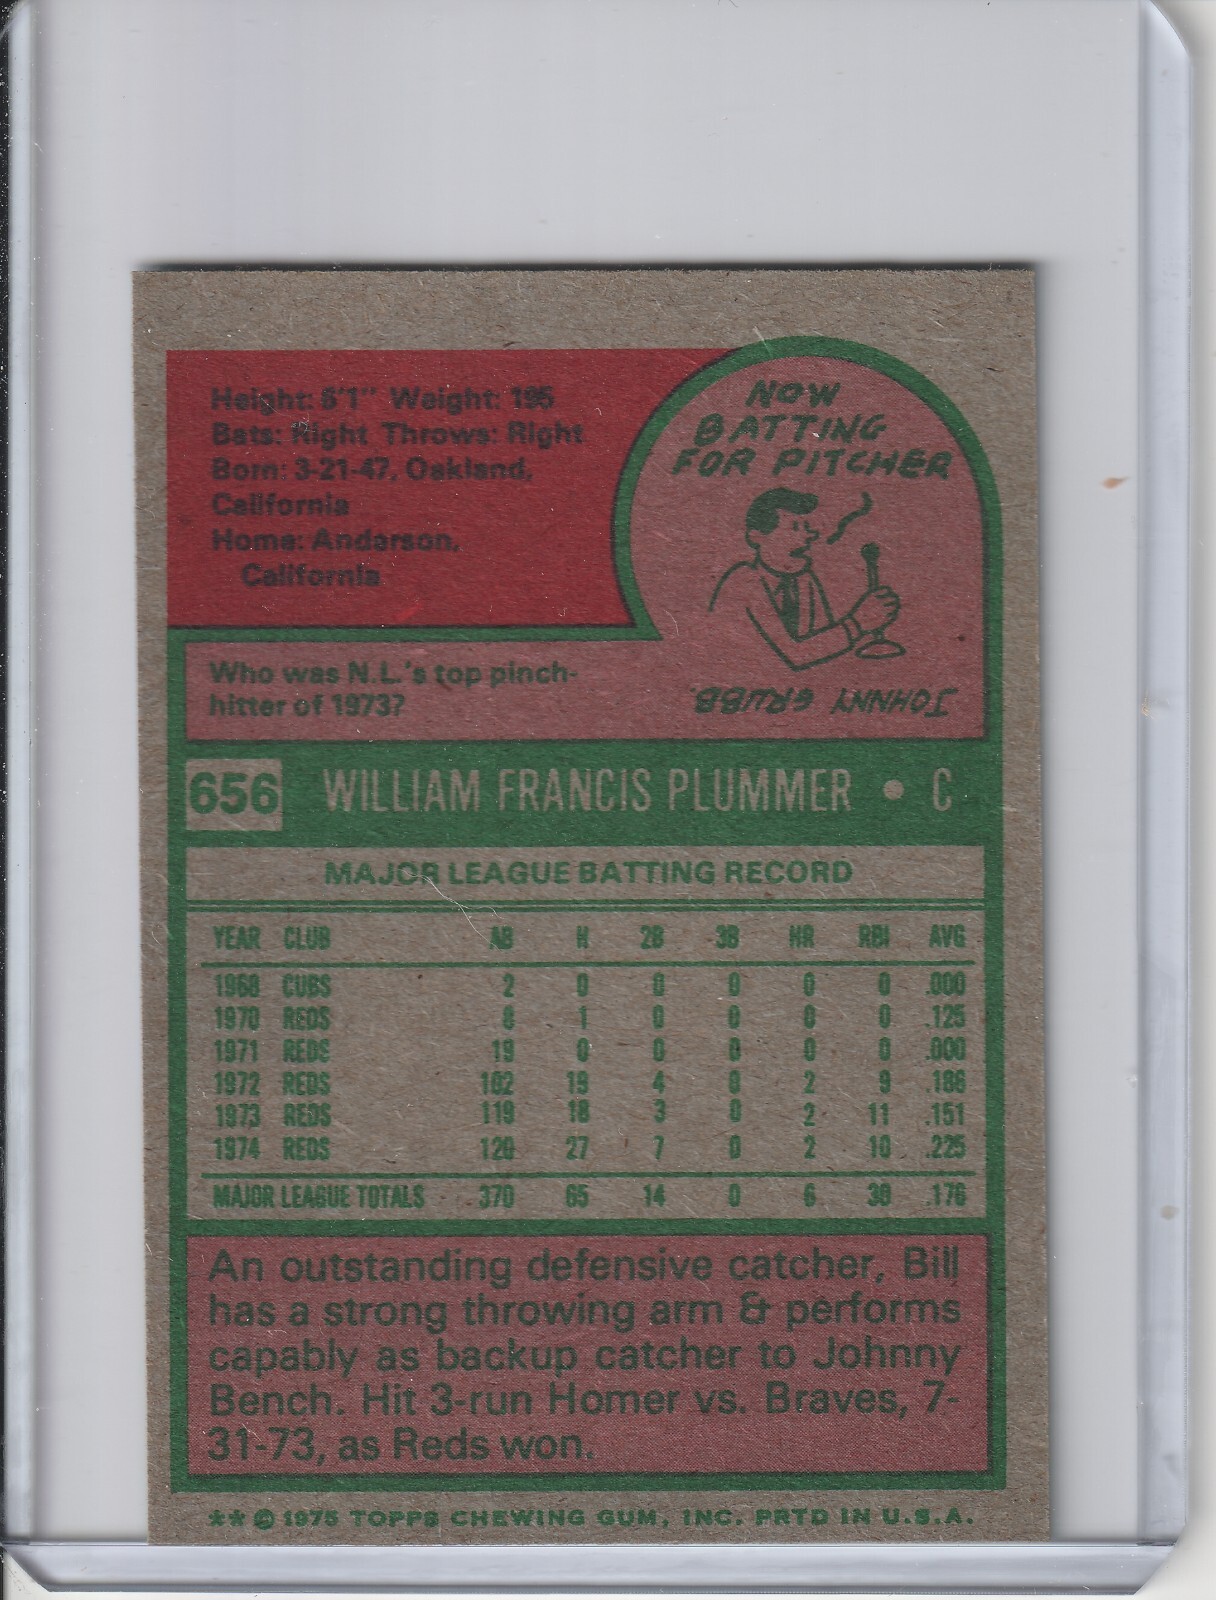 Height: 6'1" Weight: 195
Bats: Right Throws: Right
Born: 3-21-47, Oakland,
California
Home: Anderson,
California
NOW
BATTING
FOR PITCHER
JOHNNY GRUBB.
Who was N.L.'s top pinch-
hitter of 1973?
656 WILLIAM FRANCIS PLUMMER • C
MAJOR LEAGUE BATTING RECORD
YEAR CLUB AB H 2B 3B HR RBI AVG
1968 CUBS 2 0 0 0 0 0 .000
1970 REDS 8 1 0 0 0 0 .125
1971 REDS 19 0 0 0 0 0 .000
1972 REDS 102 19 4 0 2 9 .186
1973 REDS 119 18 3 0 2 11 .151
1974 REDS 120 27 7 0 2 10 .225
MAJOR LEAGUE TOTALS 370 65 14 0 6 30 .176
An outstanding defensive catcher, Bill
has a strong throwing arm & performs
capably as backup catcher to Johnny
Bench. Hit 3-run Homer vs. Braves, 7-
31-73, as Reds won.
** © 1975 TOPPS CHEWING GUM, INC. PRTD IN U.S.A.